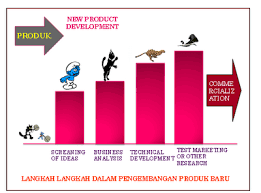 NEW PRODUCT
DEVELOPMENT
PRODUK
COMME
RCIALIZ
ATION
SCREANING
OF IDEAS
BUSINESS
ANALYSIS
TECHNICAL
DEVELOPMENT
TEST MARKETING
OR OTHER
RESEARCH
LANGKAH LANGKAH DALAM PENGEMBANGAN PRODUK BARU